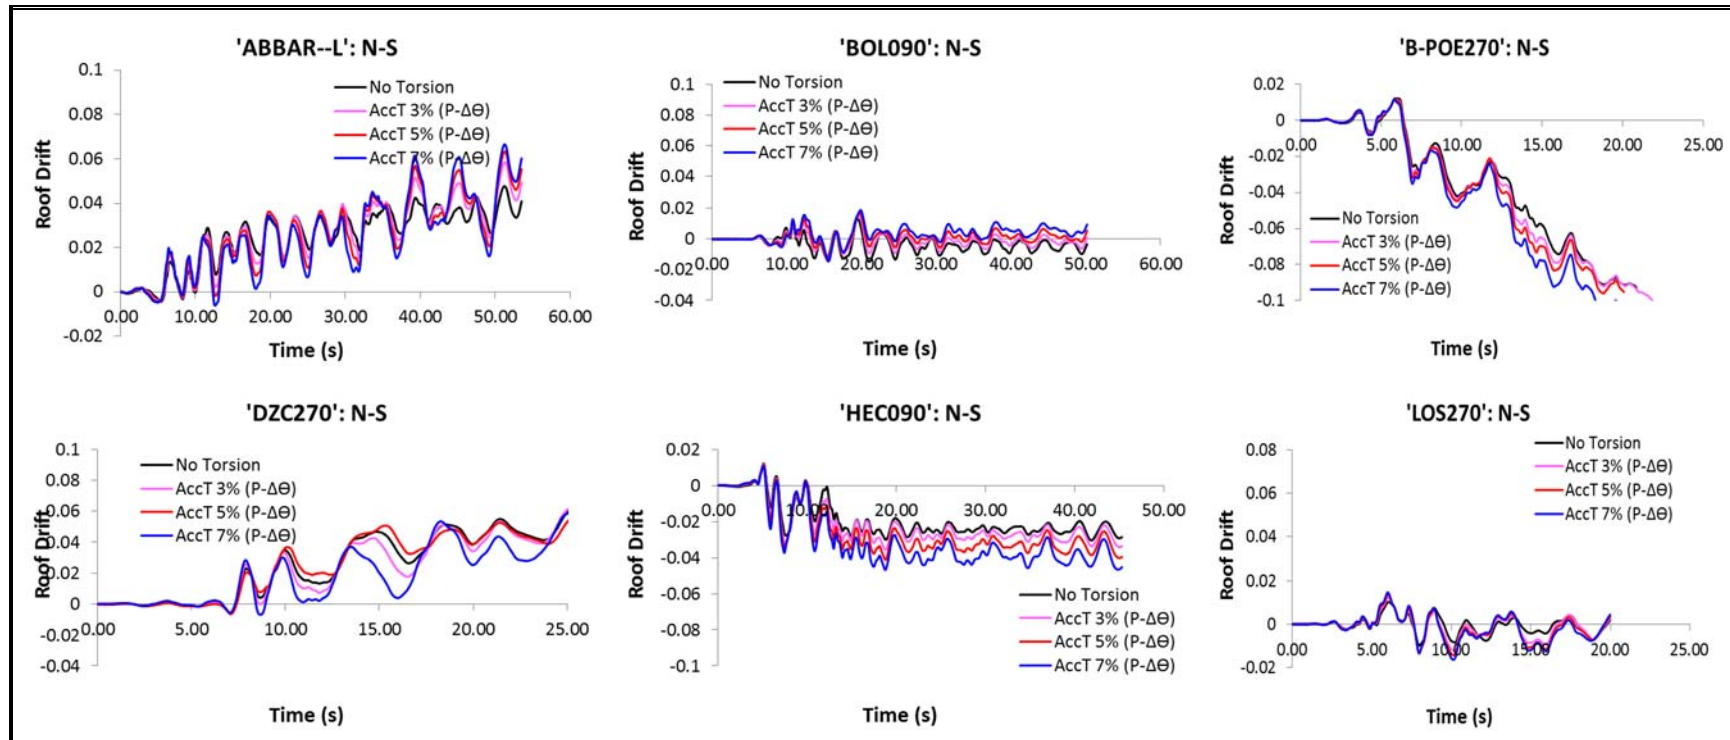 'ABBAR--L': N-S
0.1
0.08
0.06
0.04
0.02
0
-0.02
Roof Drift
No Torsion
AccT 3% (P-ΔΘ)
AccT 5% (P-ΔΘ)
AccT 7% (P-ΔΘ)
0.00 10.00 20.00 30.00 40.00 50.00 60.00
Time (s)
'BOL090': N-S
0.1
0.08
0.06
0.04
0.02
0
-0.02
-0.04
Roof Drift
No Torsion
AccT 3% (P-ΔΘ)
AccT 5% (P-ΔΘ)
AccT 7% (P-ΔΘ)
0.00 10.00 20.00 30.00 40.00 50.00 60.00
Time (s)
'B-POE270': N-S
0.02
0
-0.02
-0.04
-0.06
-0.08
-0.1
Roof Drift
0.00 5.00 10.00 15.00 20.00 25.00
No Torsion
AccT 3% (P-ΔΘ)
AccT 5% (P-ΔΘ)
AccT 7% (P-ΔΘ)
Time (s)
'DZC270': N-S
0.1
0.08
0.06
0.04
0.02
0
-0.02
-0.04
Roof Drift
No Torsion
AccT 3% (P-ΔΘ)
AccT 5% (P-ΔΘ)
AccT 7% (P-ΔΘ)
0.00 5.00 10.00 15.00 20.00 25.00
Time (s)
'HEC090': N-S
0.02
0
-0.02
-0.04
-0.06
-0.08
-0.1
Roof Drift
0.00 10.00 20.00 30.00 40.00 50.00
No Torsion
AccT 3% (P-ΔΘ)
AccT 5% (P-ΔΘ)
AccT 7% (P-ΔΘ)
Time (s)
'LOS270': N-S
0.08
0.06
0.04
0.02
0
-0.02
Roof Drift
No Torsion
AccT 3% (P-ΔΘ)
AccT 5% (P-ΔΘ)
AccT 7% (P-ΔΘ)
0.00 5.00 10.00 15.00 20.00 25.00
Time (s)